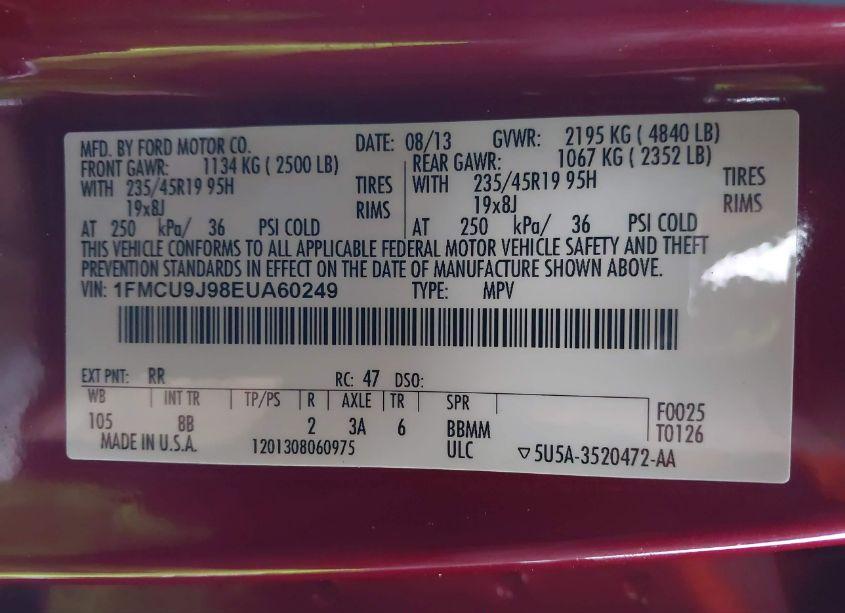 MFD. BY FORD MOTOR CO. DATE: 08/13 GVWR: 2195 KG ( 4840 LB)
FRONT GAWR: 1134 KG ( 2500 LB) REAR GAWR: 1067 KG ( 2352 LB)
WITH 235/45R19 95H TIRES WITH 235/45R19 95H TIRES
19x8J RIMS 19x8J RIMS
AT 250 kPa/ 36 PSI COLD AT 250 kPa/ 36 PSI COLD
THIS VEHICLE CONFORMS TO ALL APPLICABLE FEDERAL MOTOR VEHICLE SAFETY AND THEFT
PREVENTION STANDARDS IN EFFECT ON THE DATE OF MANUFACTURE SHOWN ABOVE.
VIN: 1FMCU9J98EUA60249 TYPE: MPV
EXT PNT: RR RC: 47 DSO:
WB INT TR TP/PS R AXLE TR SPR F0025
105 8B 2 3A 6 BBMM T0126
MADE IN U.S.A. 1201308060975 ULC ▽5U5A-3520472-AA